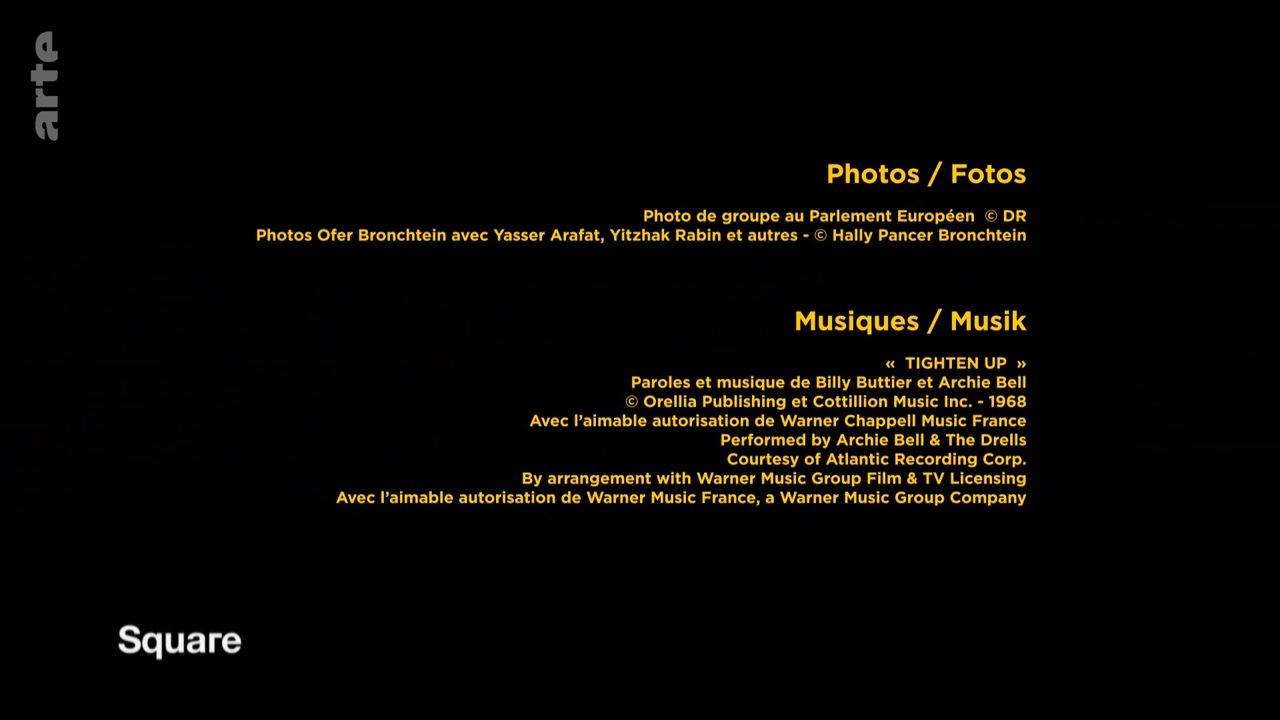 arte
Photos / Fotos
Photo de groupe au Parlement Européen © DR
Photos Ofer Bronchtein avec Yasser Arafat, Yitzhak Rabin et autres - © Hally Pancer Bronchtein
Musiques / Musik
« TIGHTEN UP »
Paroles et musique de Billy Buttier et Archie Bell
© Orellia Publishing et Cottillion Music Inc. - 1968
Avec l’aimable autorisation de Warner Chappell Music France
Performed by Archie Bell & The Drells
Courtesy of Atlantic Recording Corp.
By arrangement with Warner Music Group Film & TV Licensing
Avec l’aimable autorisation de Warner Music France, a Warner Music Group Company
Square